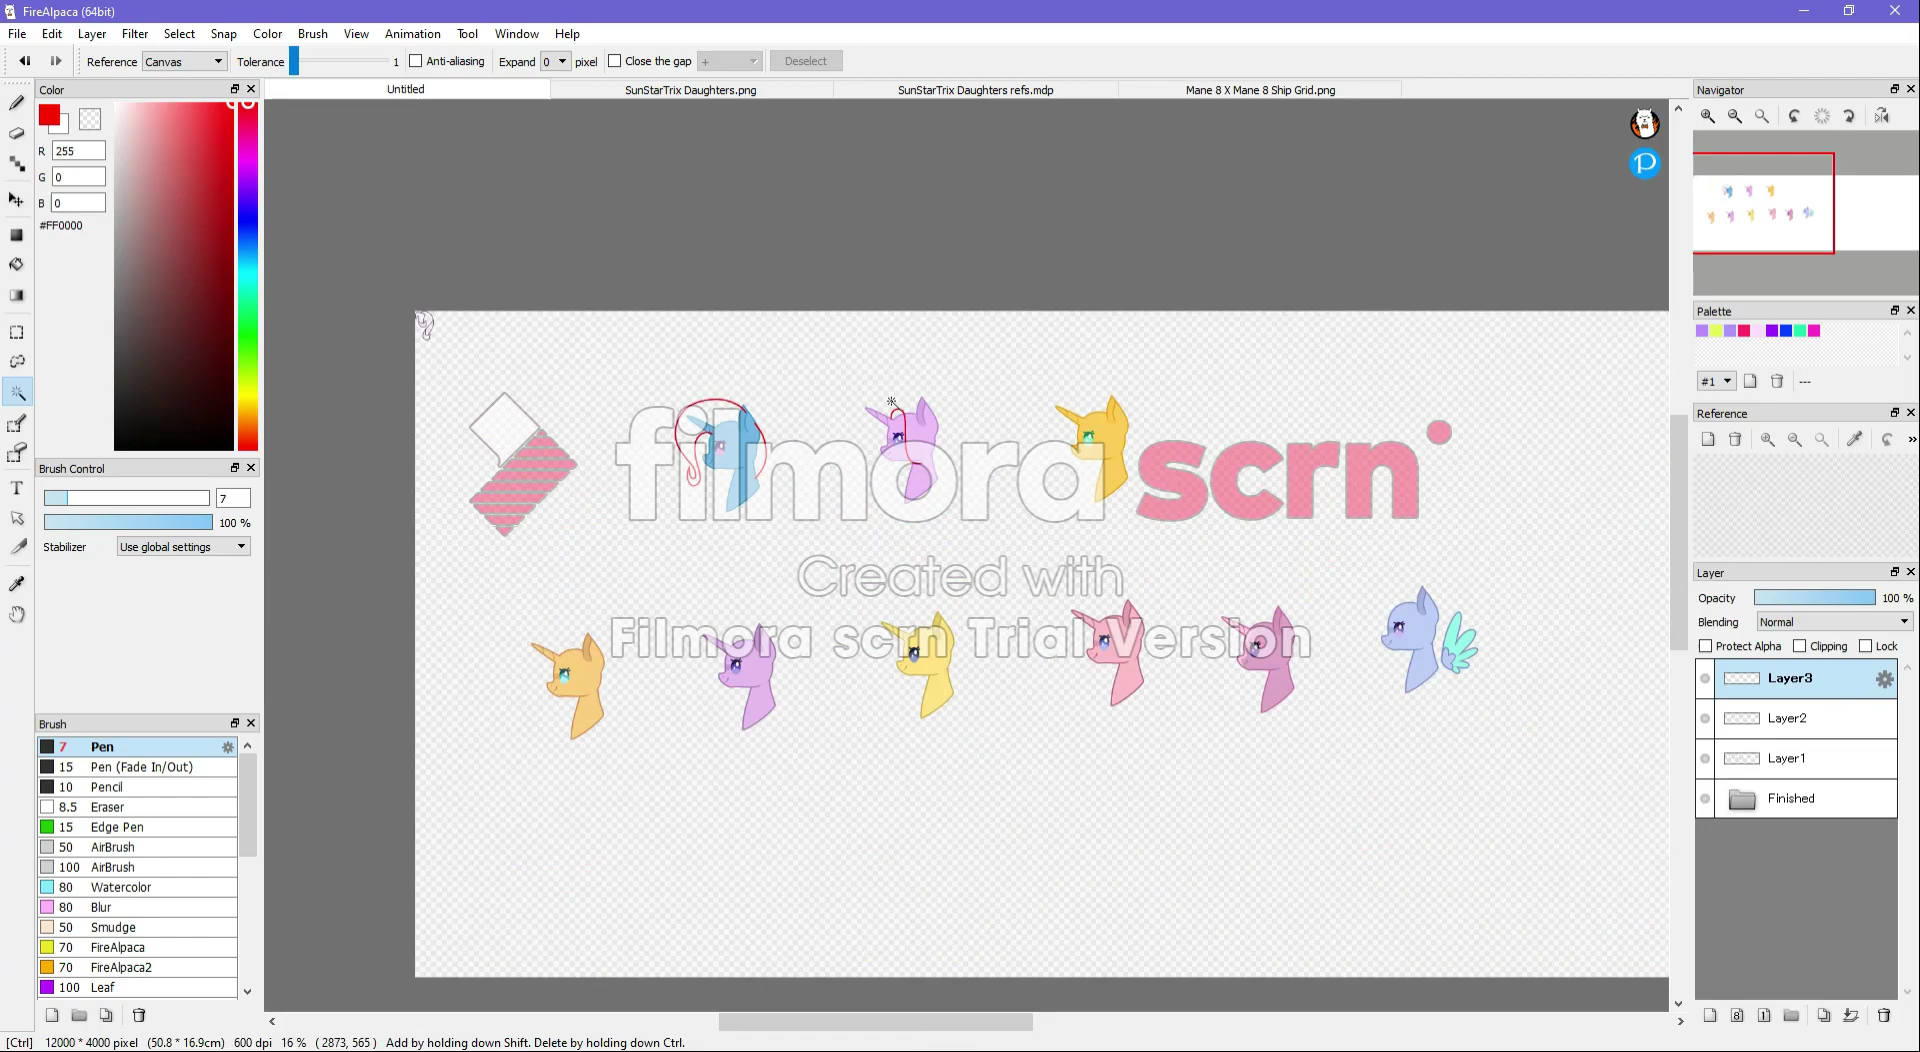 FireAlpaca (64bit)
File Edit Layer Filter Select Snap Color Brush View Animation Tool Window Help
Reference Canvas Tolerance 1 Anti-aliasing Expand 0 pixel Close the gap + Deselect
Color
Untitled
SunStarTrix Daughters.png
SunStarTrix Daughters refs.mdp
Mane 8 X Mane 8 Ship Grid.png
Navigator
R 255
G 0
B 0
#FF0000
P
Palette
#1 ---
Reference
filmora scrn
Created with
Filmora scrn Trial Version
Brush Control
7
100 %
Stabilizer Use global settings
Layer
Opacity 100 %
Blending Normal
Protect Alpha Clipping Lock
Layer3
Layer2
Layer1
Finished
Brush
7 Pen
15 Pen (Fade In/Out)
10 Pencil
8.5 Eraser
15 Edge Pen
50 AirBrush
100 AirBrush
80 Watercolor
80 Blur
50 Smudge
70 FireAlpaca
70 FireAlpaca2
100 Leaf
[Ctrl] 12000 * 4000 pixel (50.8 * 16.9cm) 600 dpi 16 % ( 2873, 565 ) Add by holding down Shift. Delete by holding down Ctrl.